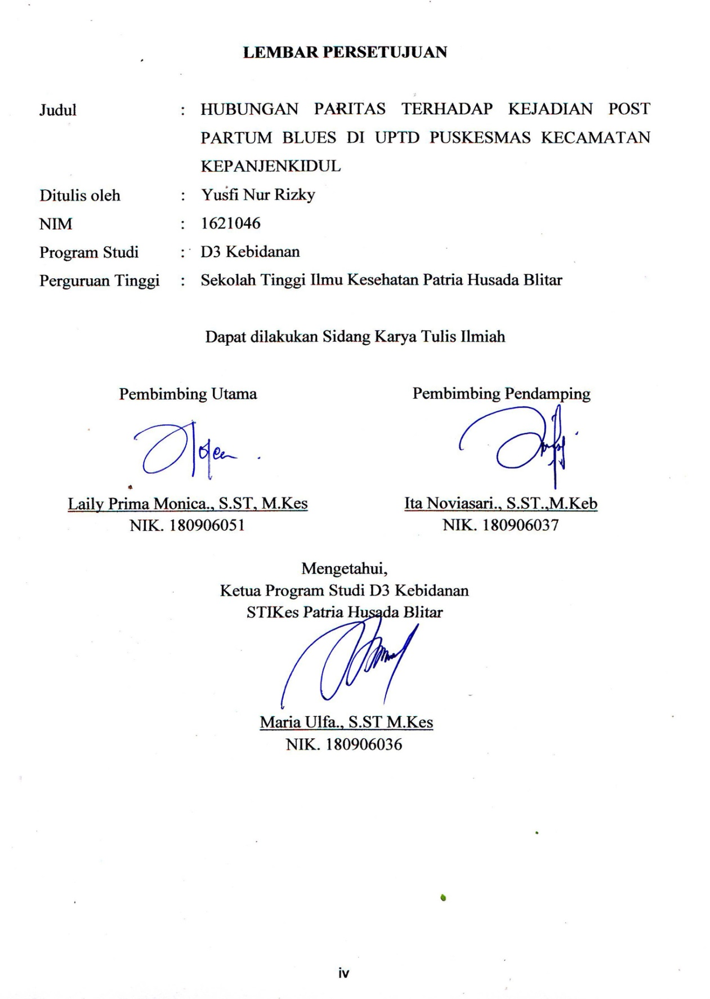 LEMBAR PERSETUJUAN
Judul : HUBUNGAN PARITAS TERHADAP KEJADIAN POST
PARTUM BLUES DI UPTD PUSKESMAS KECAMATAN
KEPANJENKIDUL
Ditulis oleh : Yusfi Nur Rizky
NIM : 1621046
Program Studi : D3 Kebidanan
Perguruan Tinggi : Sekolah Tinggi Ilmu Kesehatan Patria Husada Blitar
Dapat dilakukan Sidang Karya Tulis Ilmiah
Pembimbing Utama
Laily Prima Monica., S.ST, M.Kes
NIK. 180906051
Pembimbing Pendamping
Ita Noviasari., S.ST.,M.Keb
NIK. 180906037
Mengetahui,
Ketua Program Studi D3 Kebidanan
STIKes Patria Husada Blitar
Maria Ulfa., S.ST M.Kes
NIK. 180906036
iv